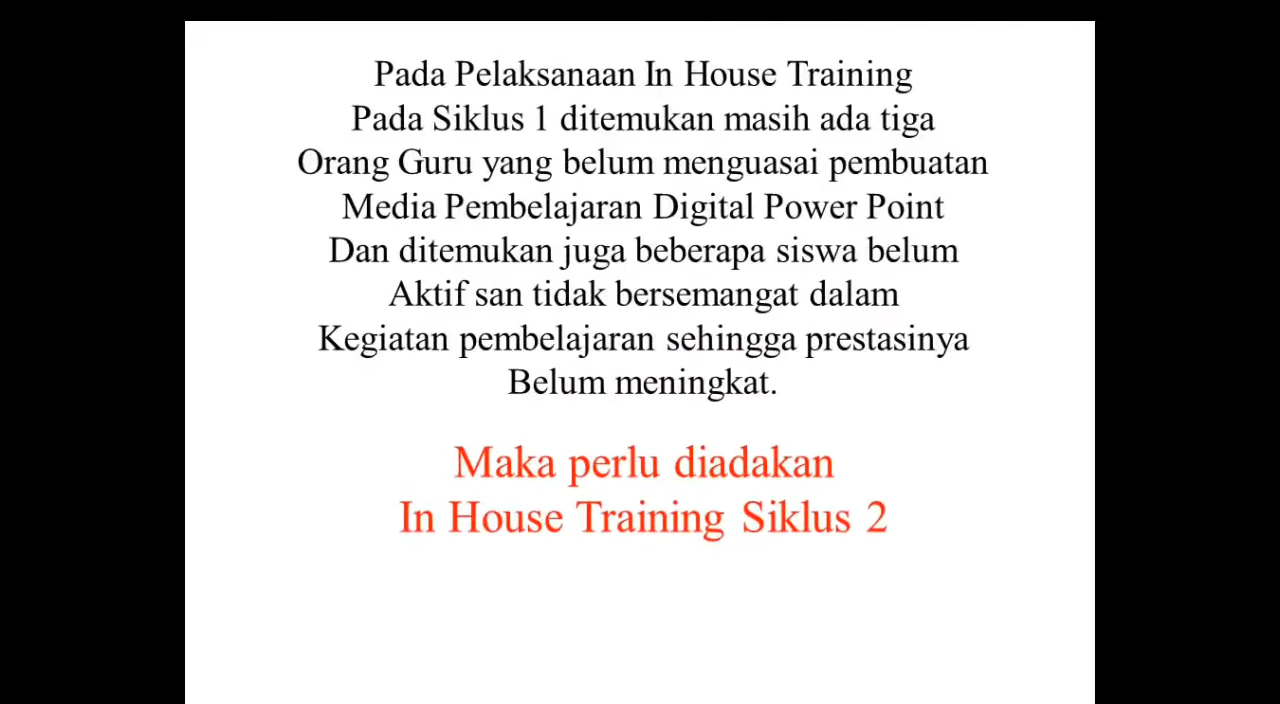 Pada Pelaksanaan In House Training
Pada Siklus 1 ditemukan masih ada tiga
Orang Guru yang belum menguasai pembuatan
Media Pembelajaran Digital Power Point
Dan ditemukan juga beberapa siswa belum
Aktif san tidak bersemangat dalam
Kegiatan pembelajaran sehingga prestasinya
Belum meningkat.
Maka perlu diadakan
In House Training Siklus 2